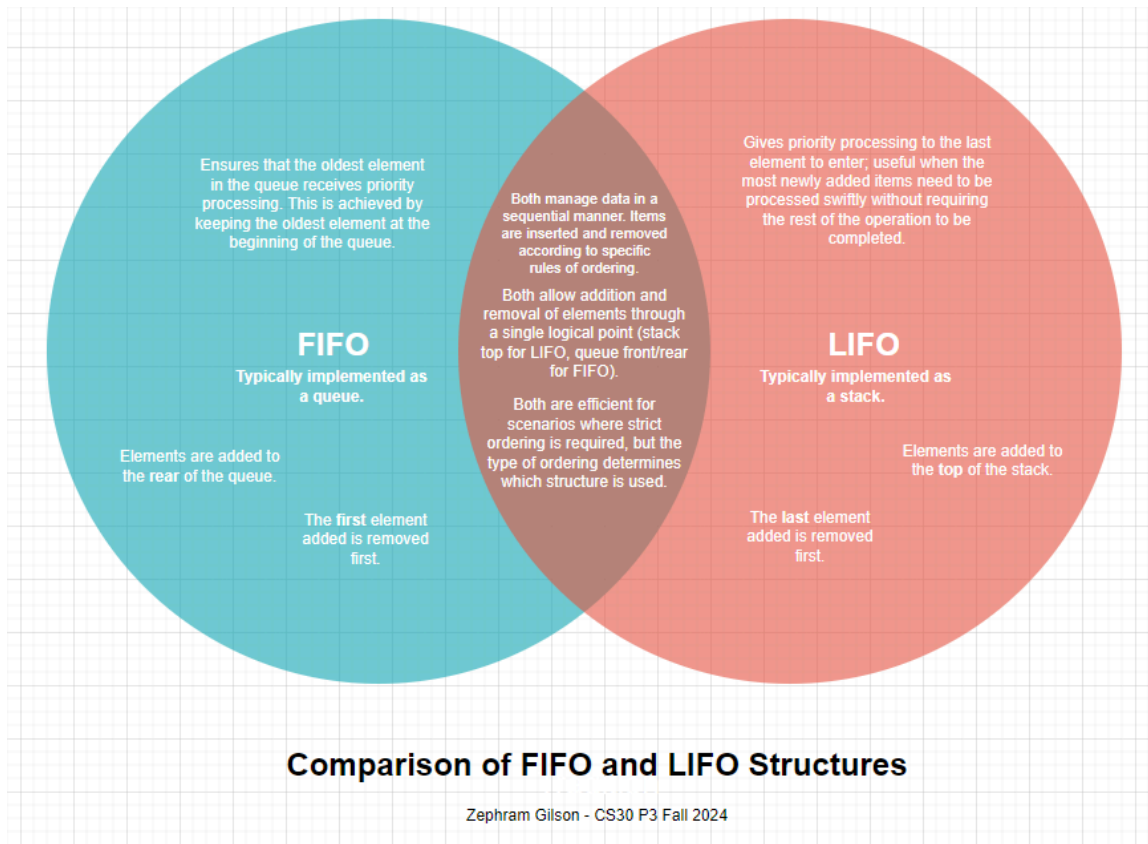 Ensures that the oldest element
in the queue receives priority
processing. This is achieved by
keeping the oldest element at the
beginning of the queue.
FIFO
Typically implemented as
a queue.
Elements are added to
the rear of the queue.
The first element
added is removed
first.
Both manage data in a
sequential manner. Items
are inserted and removed
according to specific
rules of ordering.
Both allow addition and
removal of elements through
a single logical point (stack
top for LIFO, queue front/rear
for FIFO).
Both are efficient for
scenarios where strict
ordering is required, but the
type of ordering determines
which structure is used.
Gives priority processing to the last
element to enter; useful when the
most newly added items need to be
processed swiftly without requiring
the rest of the operation to be
completed.
LIFO
Typically implemented as
a stack.
Elements are added to
the top of the stack.
The last element
added is removed
first.
Comparison of FIFO and LIFO Structures
Zephram Gilson - CS30 P3 Fall 2024